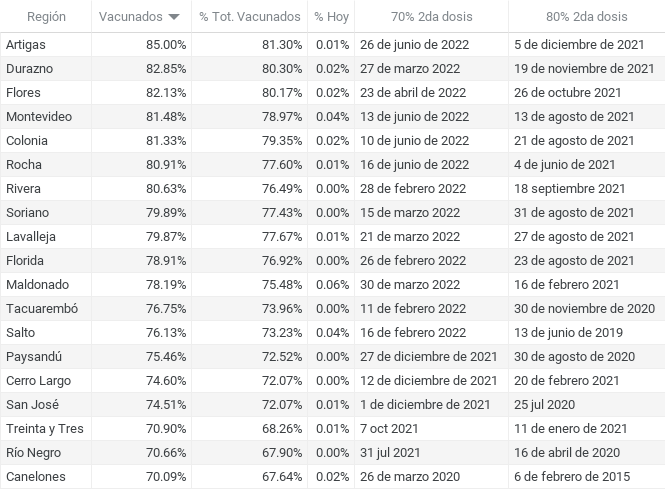 Región Vacunados % Tot. Vacunados % Hoy 70% 2da dosis 80% 2da dosis
Artigas 85.00% 81.30% 0.01% 26 de junio de 2022 5 de diciembre de 2021
Durazno 82.85% 80.30% 0.02% 27 de marzo 2022 19 de noviembre de 2021
Flores 82.13% 80.17% 0.02% 23 de abril de 2022 26 de octubre 2021
Montevideo 81.48% 78.97% 0.04% 13 de junio de 2022 13 de agosto de 2021
Colonia 81.33% 79.35% 0.02% 10 de junio de 2022 21 de agosto de 2021
Rocha 80.91% 77.60% 0.01% 16 de junio de 2022 4 de junio de 2021
Rivera 80.63% 76.49% 0.00% 28 de febrero 2022 18 septiembre 2021
Soriano 79.89% 77.43% 0.00% 15 de marzo 2022 31 de agosto de 2021
Lavalleja 79.87% 77.67% 0.01% 21 de marzo 2022 27 de agosto de 2021
Florida 78.91% 76.92% 0.00% 26 de febrero 2022 23 de agosto de 2021
Maldonado 78.19% 75.48% 0.06% 30 de marzo 2022 16 de febrero 2021
Tacuarembó 76.75% 73.96% 0.00% 11 de febrero 2022 30 de noviembre de 2020
Salto 76.13% 73.23% 0.04% 16 de febrero 2022 13 de junio de 2019
Paysandú 75.46% 72.52% 0.00% 27 de diciembre de 2021 30 de agosto de 2020
Cerro Largo 74.60% 72.07% 0.00% 12 de diciembre de 2021 20 de febrero 2021
San José 74.51% 72.07% 0.01% 1 de diciembre de 2021 25 jul 2020
Treinta y Tres 70.90% 68.26% 0.01% 7 oct 2021 11 de enero de 2021
Río Negro 70.66% 67.90% 0.00% 31 jul 2021 16 de abril de 2020
Canelones 70.09% 67.64% 0.02% 26 de marzo 2020 6 de febrero de 2015